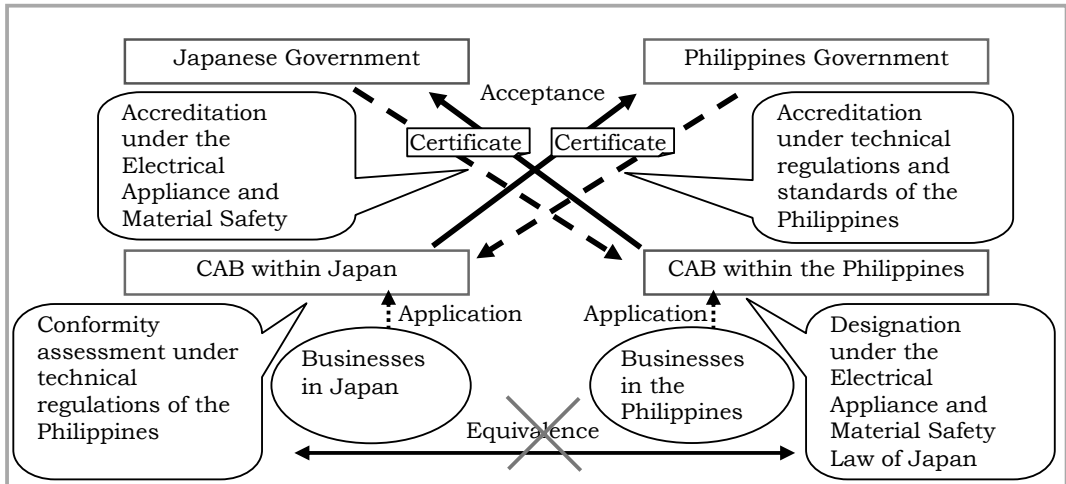 Japanese Government
Philippines Government
Acceptance
Accreditation
under the
Electrical
Appliance and
Material Safety
Certificate
Certificate
Accreditation
under technical
regulations and
standards of the
Philippines
CAB within Japan
CAB within the Philippines
Application
Application
Conformity
assessment under
technical
regulations of the
Philippines
Businesses
in Japan
Businesses
in the
Philippines
Designation
under the
Electrical
Appliance and
Material Safety
Law of Japan
Equivalence